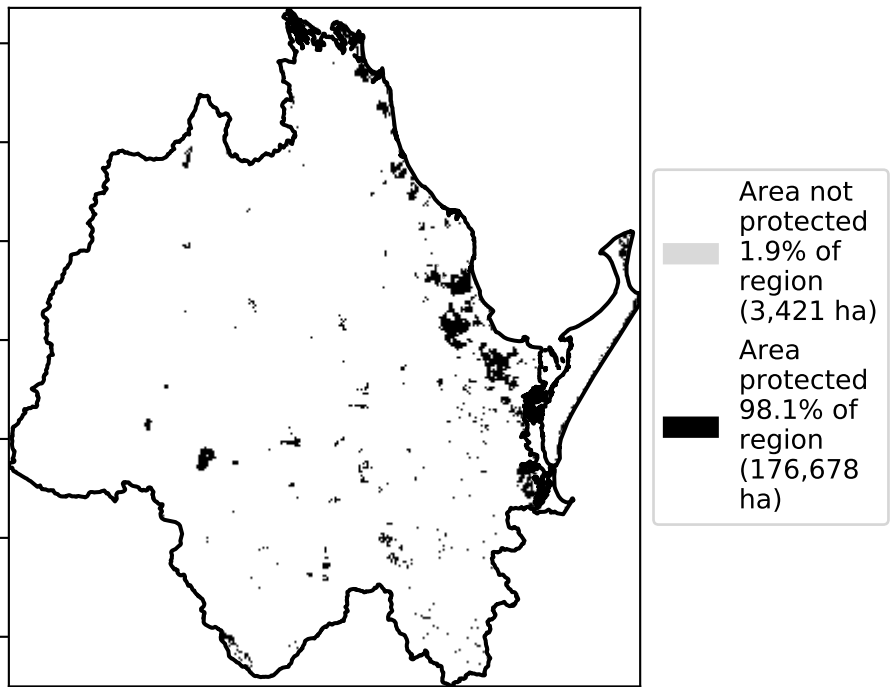 Area not
protected
1.9% of
region
(3,421 ha)
Area
protected
98.1% of
region
(176,678
ha)